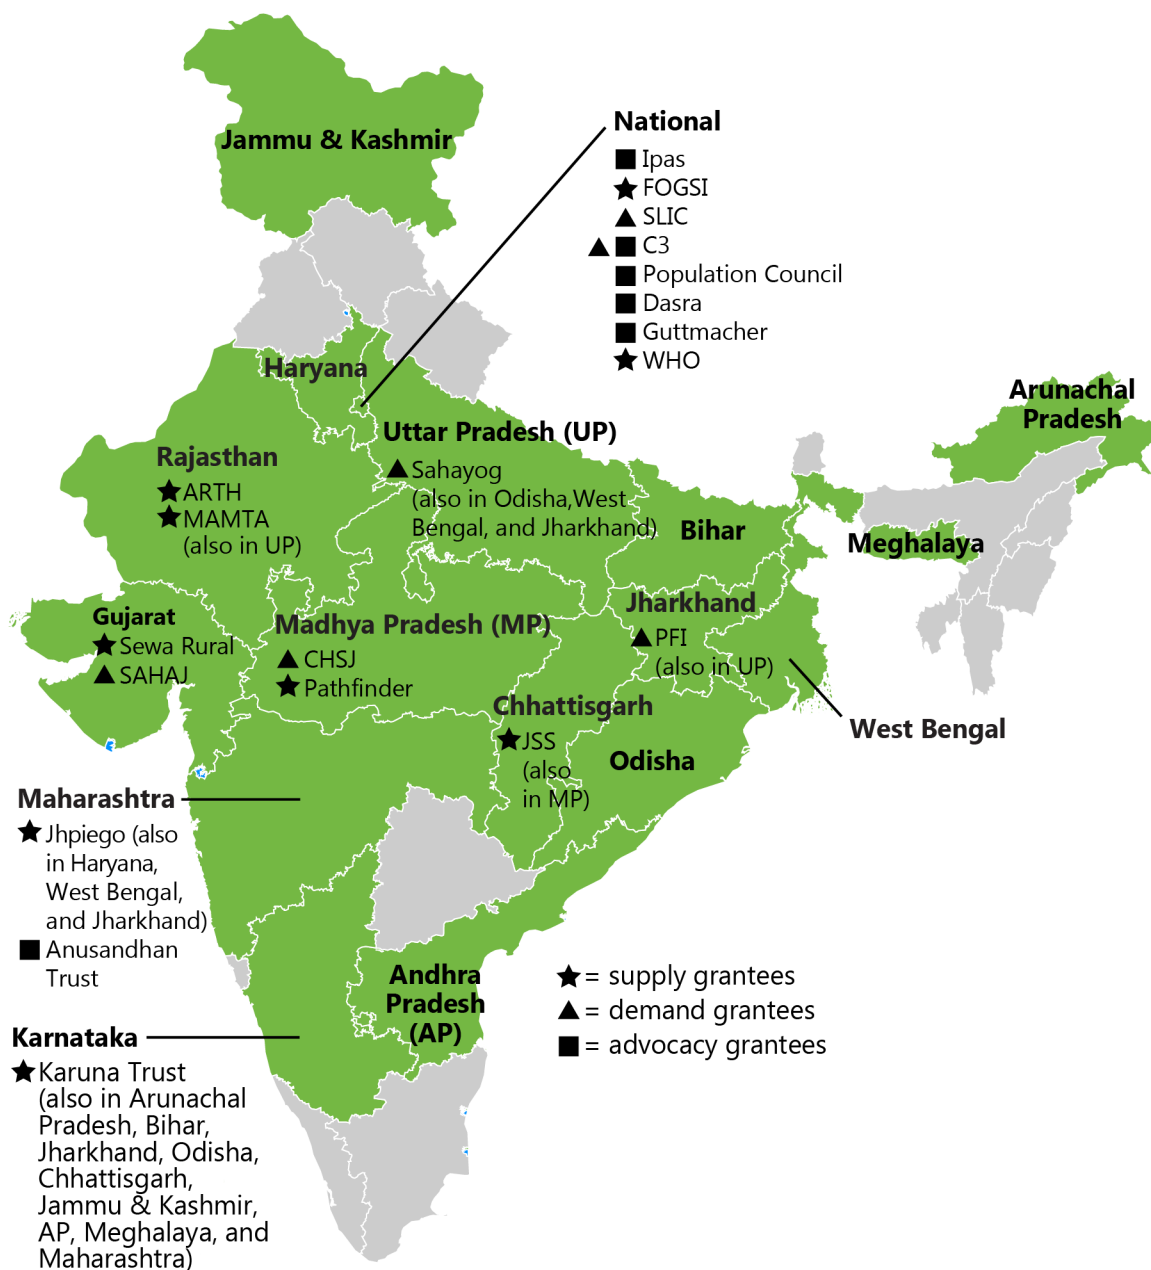 Jammu & Kashmir
National
Ipas
FOGSI
SLIC
C3
Population Council
Dasra
Guttmacher
WHO
Haryana
Arunachal
Pradesh
Uttar Pradesh (UP)
Sahayog
(also in Odisha,West
Bengal, and Jharkhand)
Rajasthan
ARTH
MAMTA
(also in UP)
Bihar
Meghalaya
Gujarat
Sewa Rural
SAHAJ
Madhya Pradesh (MP)
CHSJ
Pathfinder
Jharkhand
PFI
(also in UP)
Chhattisgarh
JSS
(also
in MP)
West Bengal
Odisha
Maharashtra
Jhpiego (also
in Haryana,
West Bengal,
and Jharkhand)
Anusandhan
Trust
Andhra
Pradesh
(AP)
= supply grantees
= demand grantees
= advocacy grantees
Karnataka
Karuna Trust
(also in Arunachal
Pradesh, Bihar,
Jharkhand, Odisha,
Chhattisgarh,
Jammu & Kashmir,
AP, Meghalaya, and
Maharashtra)